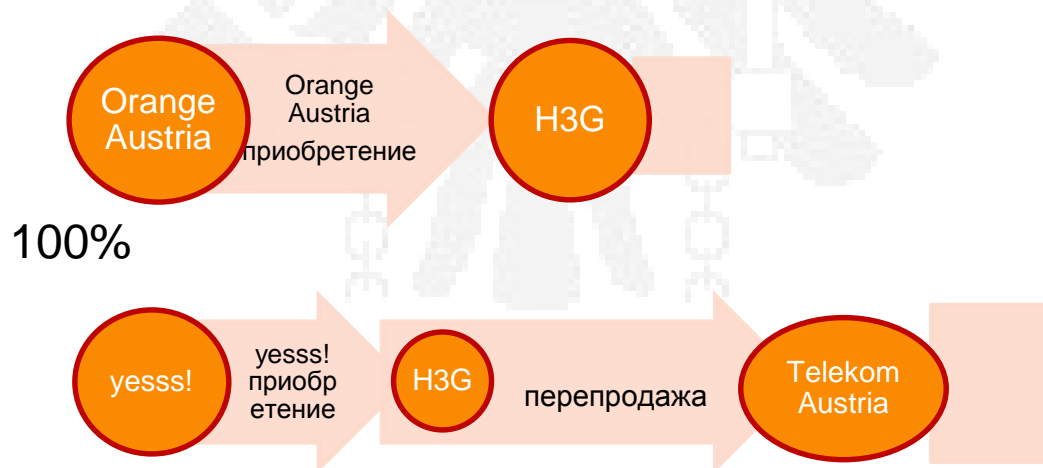 Orange
Austria
Orange
Austria
приобретение
H3G
100%
yesss!
yesss!
приобр
етение
H3G
перепродажа
Telekom
Austria